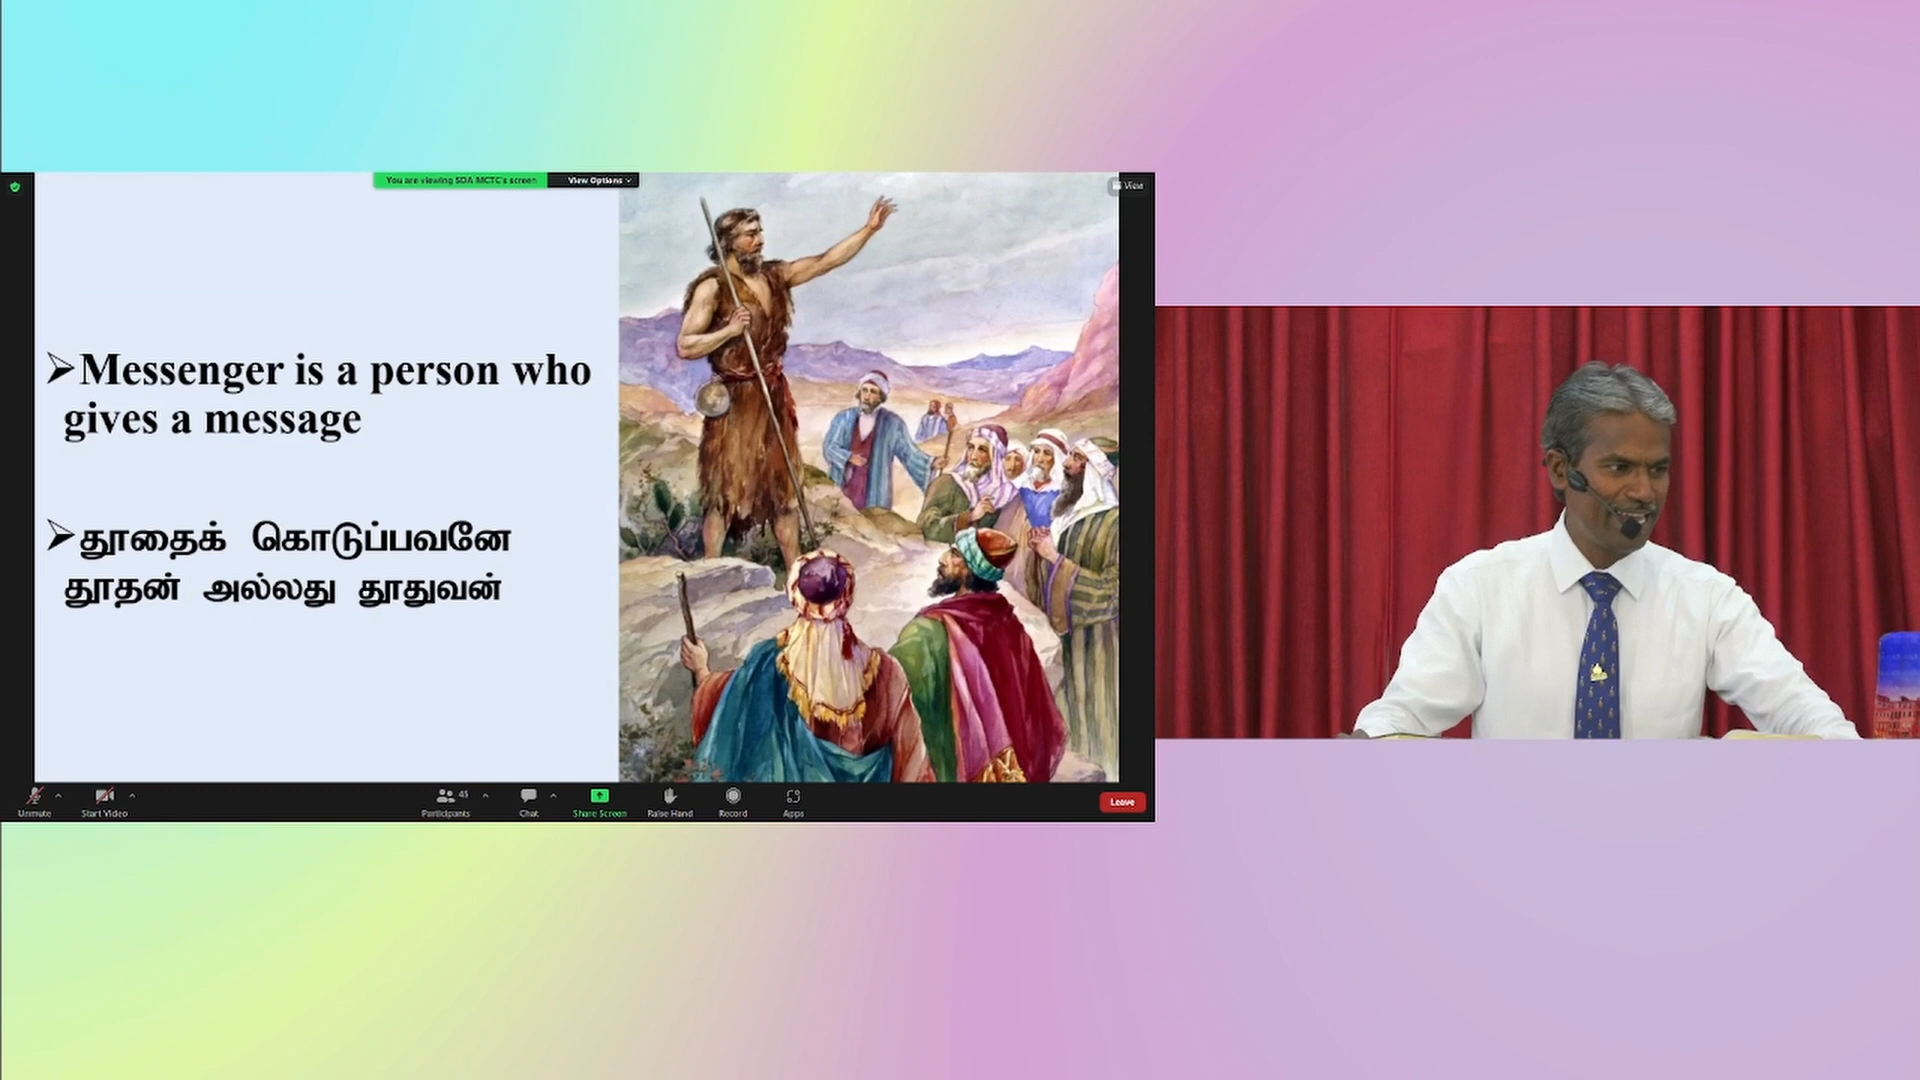 You are viewing SDA MCTC's screen View Options
View
➢Messenger is a person who
gives a message
➢தூதைக் கொடுப்பவனே
தூதன் அல்லது தூதுவன்
45
Unmute Start Video Participants Chat Share Screen Raise Hand Record Apps Leave